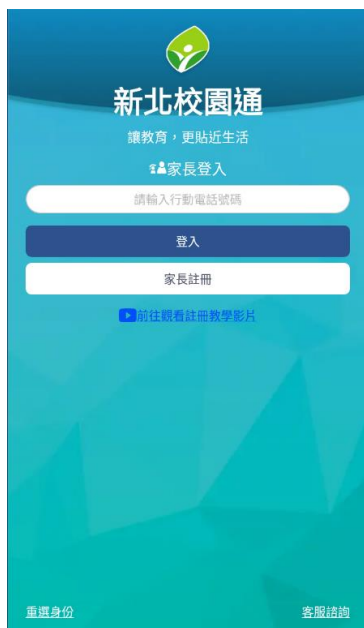 新北校園通
讓教育，更貼近生活
家長登入
請輸入行動電話號碼
登入
家長註冊
前往觀看註冊教學影片
重選身份
客服諮詢